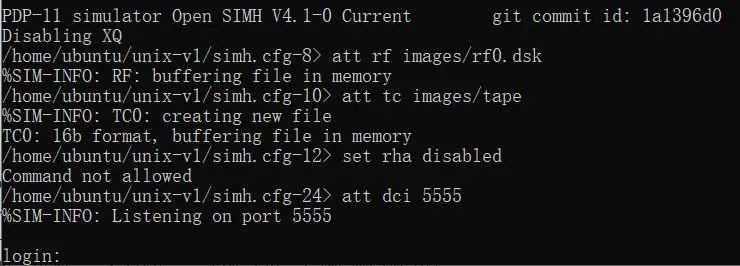 PDP-11 simulator Open SIMH V4.1-0 Current git commit id: 1a1396d0
Disabling XQ
/home/ubuntu/unix-v1/simh.cfg-8> att rf images/rf0.dsk
%SIM-INFO: RF: buffering file in memory
/home/ubuntu/unix-v1/simh.cfg-10> att tc images/tape
%SIM-INFO: TC0: creating new file
TC0: 16b format, buffering file in memory
/home/ubuntu/unix-v1/simh.cfg-12> set rha disabled
Command not allowed
/home/ubuntu/unix-v1/simh.cfg-24> att dci 5555
%SIM-INFO: Listening on port 5555
login: